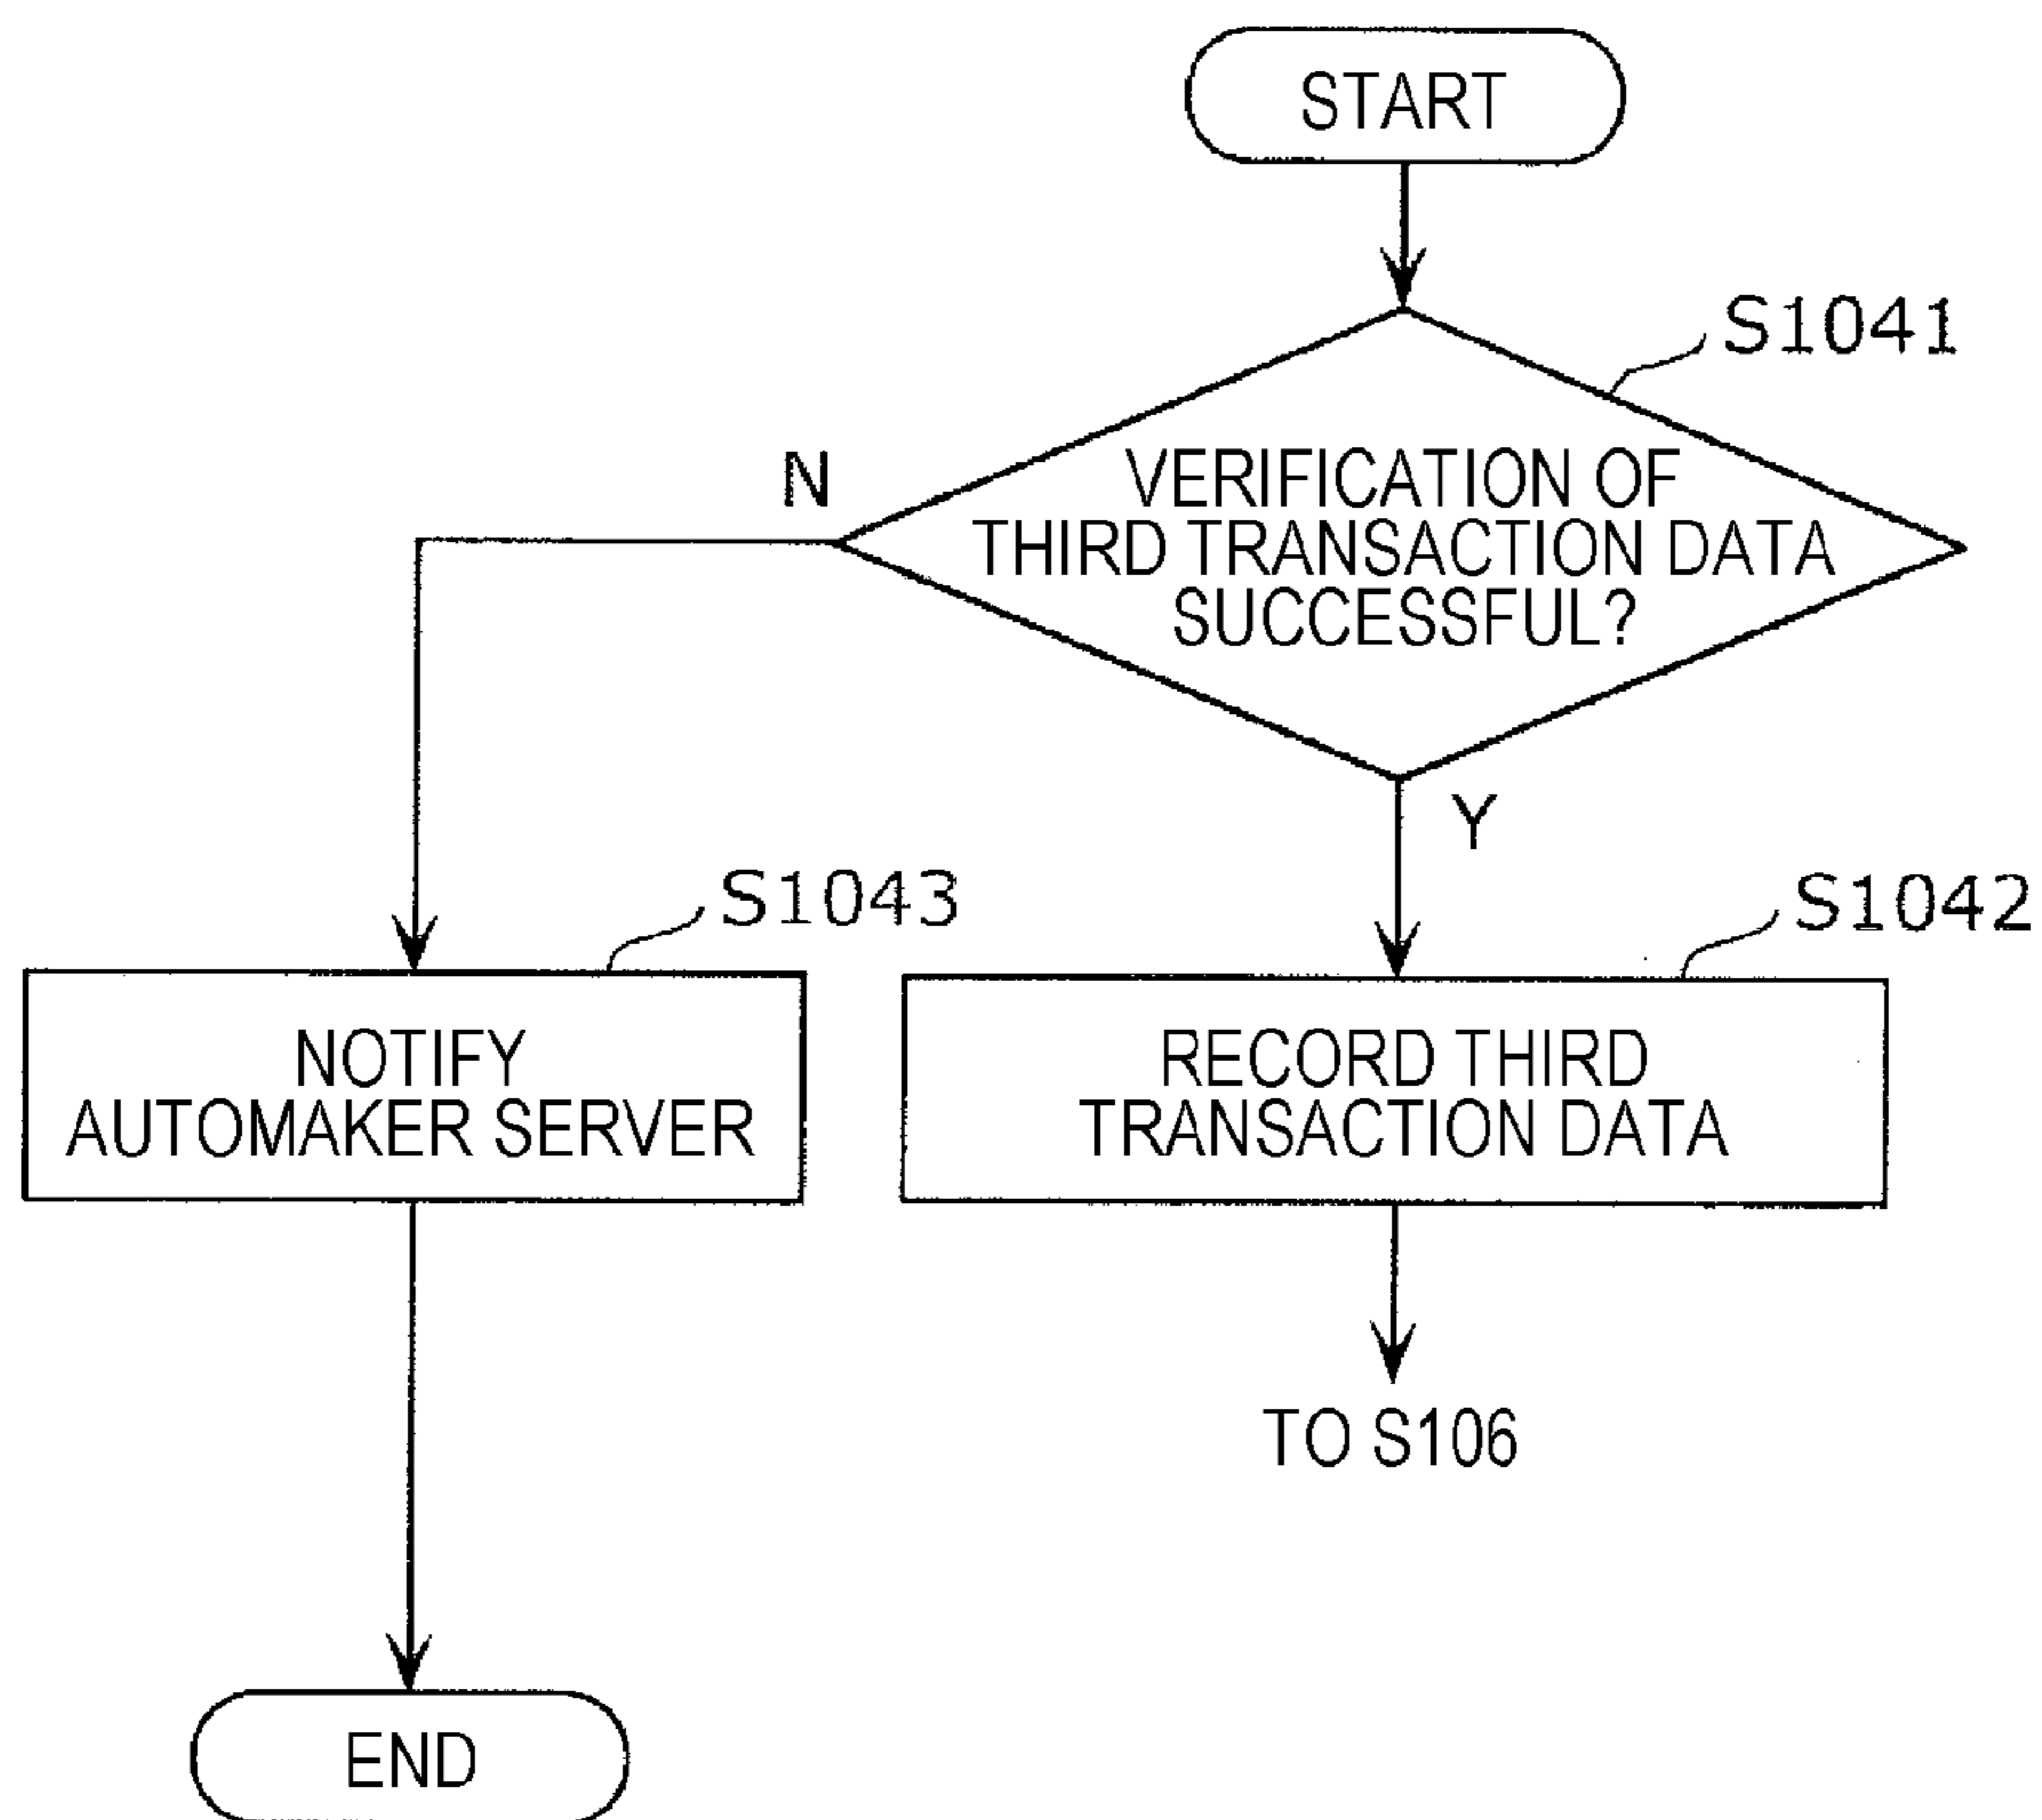 START
S1041
N
VERIFICATION OF
THIRD TRANSACTION DATA
SUCCESSFUL?
Y
S1043
S1042
NOTIFY
AUTOMAKER SERVER
RECORD THIRD
TRANSACTION DATA
TO S106
END